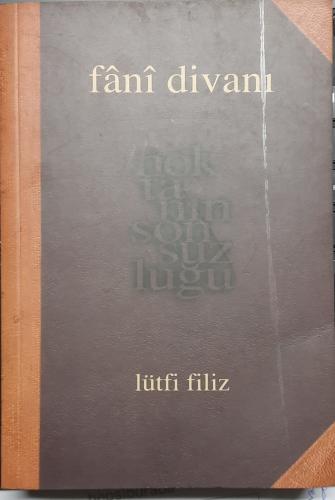 fânî divanı
nok
ta
nın
son
suz
luğu
lütfi filiz